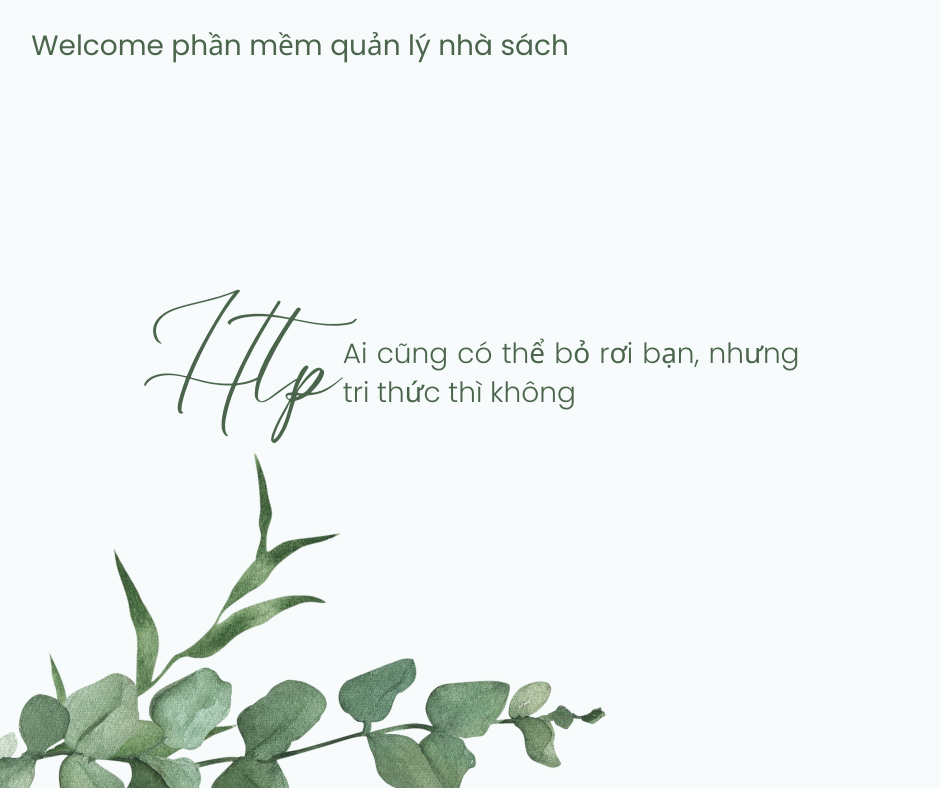 Welcome phần mềm quản lý nhà sách
Htp
Ai cũng có thể bỏ rơi bạn, nhưng
tri thức thì không